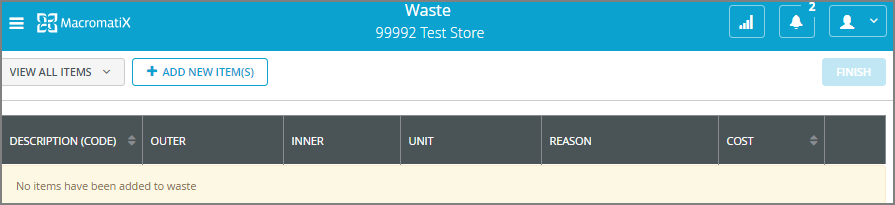 Waste
2
MacromatiX
99992 Test Store
VIEW ALL ITEMS
+ ADD NEW ITEM(S)
FINISH
DESCRIPTION (CODE) OUTER INNER UNIT REASON COST
No items have been added to waste